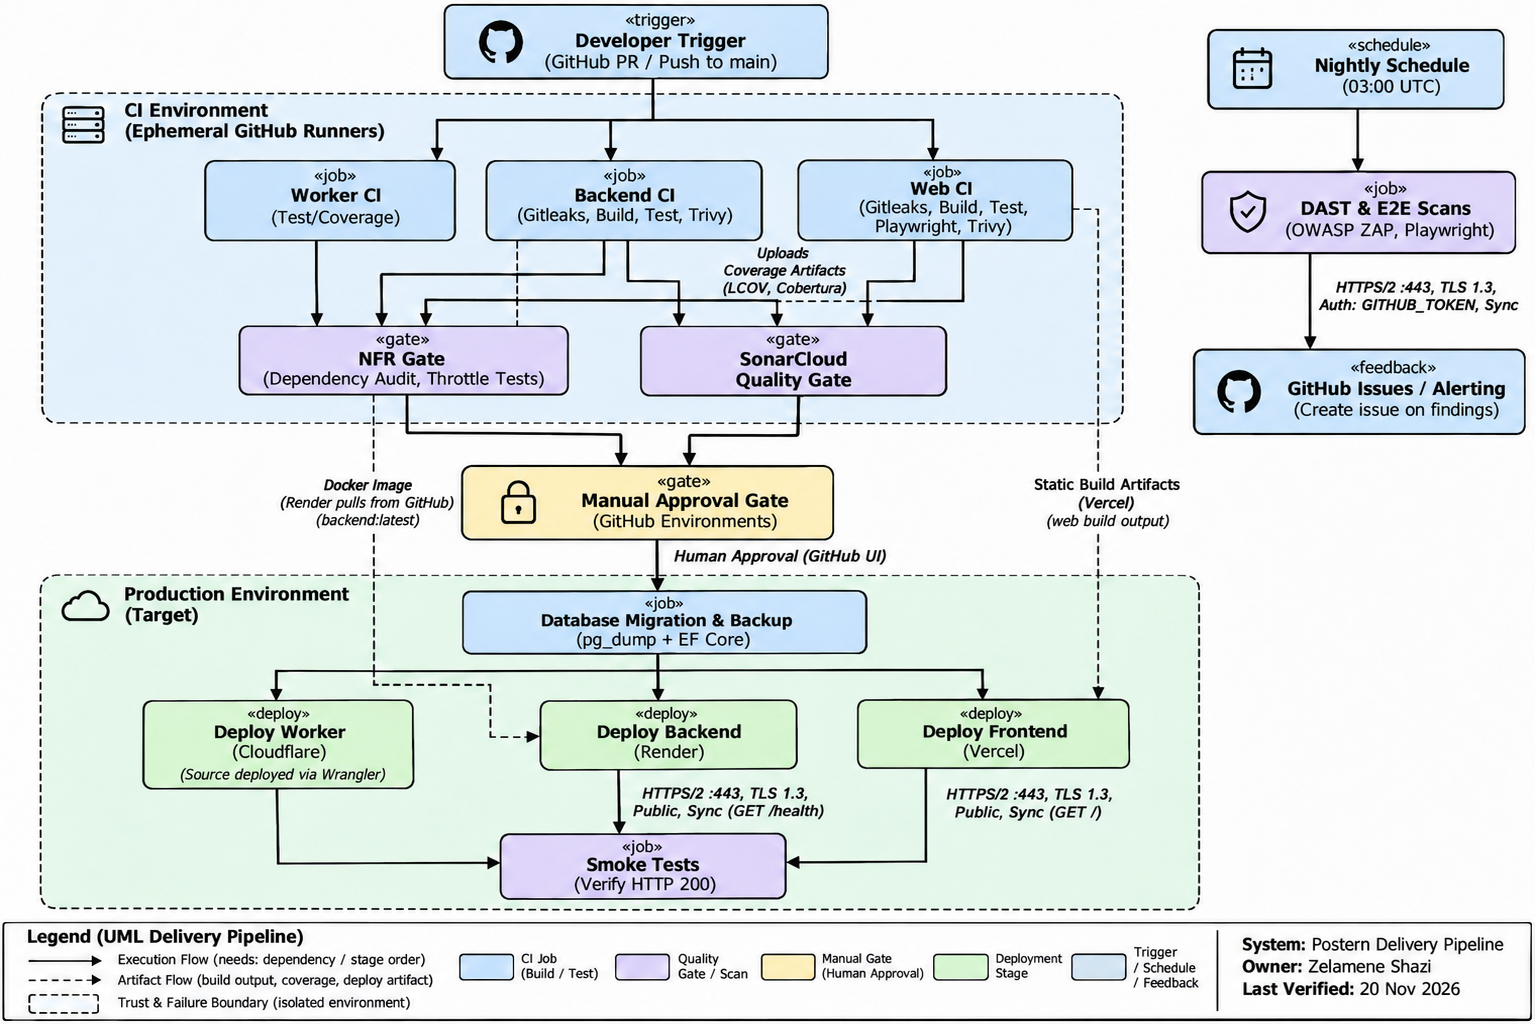 «trigger»
Developer Trigger
(GitHub PR / Push to main)
«schedule»
Nightly Schedule
(03:00 UTC)
CI Environment
(Ephemeral GitHub Runners)
«job»
Worker CI
(Test/Coverage)
«job»
Backend CI
(Gitleaks, Build, Test, Trivy)
«job»
Web CI
(Gitleaks, Build, Test,
Playwright, Trivy)
«job»
DAST & E2E Scans
(OWASP ZAP, Playwright)
Uploads
Coverage Artifacts
(LCOV, Cobertura)
HTTPS/2 :443, TLS 1.3,
Auth: GITHUB_TOKEN, Sync
«gate»
NFR Gate
(Dependency Audit, Throttle Tests)
«gate»
SonarCloud
Quality Gate
«feedback»
GitHub Issues / Alerting
(Create issue on findings)
Docker Image
(Render pulls from GitHub)
(backend:latest)
«gate»
Manual Approval Gate
(GitHub Environments)
Static Build Artifacts
(Vercel)
(web build output)
Human Approval (GitHub UI)
Production Environment
(Target)
«job»
Database Migration & Backup
(pg_dump + EF Core)
«deploy»
Deploy Worker
(Cloudflare)
(Source deployed via Wrangler)
«deploy»
Deploy Backend
(Render)
«deploy»
Deploy Frontend
(Vercel)
HTTPS/2 :443, TLS 1.3,
Public, Sync (GET /health)
HTTPS/2 :443, TLS 1.3,
Public, Sync (GET /)
«job»
Smoke Tests
(Verify HTTP 200)
Legend (UML Delivery Pipeline)
Execution Flow (needs: dependency / stage order)
Artifact Flow (build output, coverage, deploy artifact)
Trust & Failure Boundary (isolated environment)
CI Job
(Build / Test)
Quality
Gate / Scan
Manual Gate
(Human Approval)
Deployment
Stage
Trigger
/ Schedule
/ Feedback
System: Postern Delivery Pipeline
Owner: Zelamene Shazi
Last Verified: 20 Nov 2026